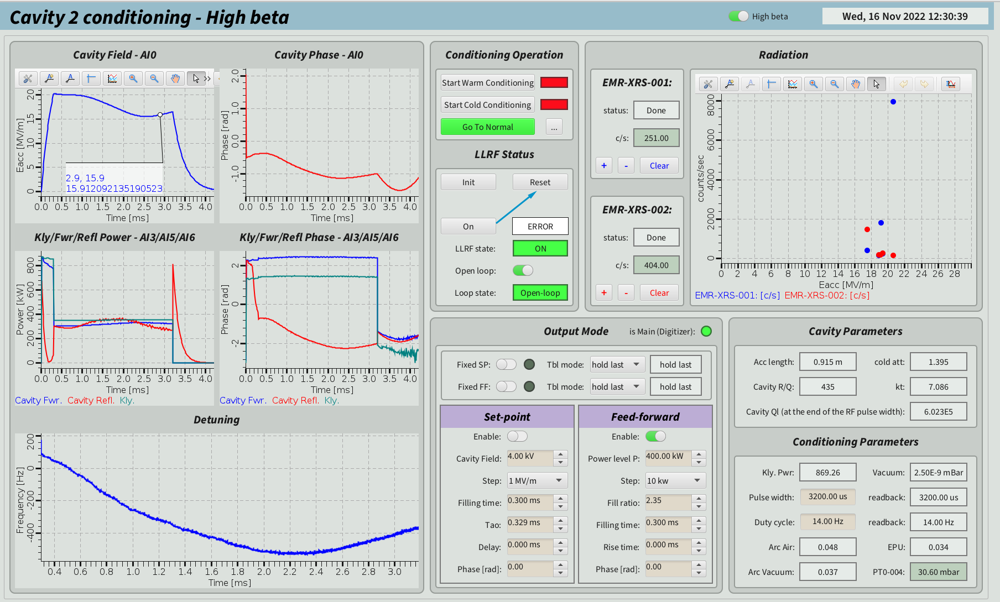 Cavity 2 conditioning - High beta
High beta
Wed, 16 Nov 2022 12:30:39
Cavity Field - AI0
Eacc [MV/m]
20
15
10
5
0
2.9, 15.9
15.912092135190523
0.0 0.5 1.0 1.5 2.0 2.5 3.0 3.5 4.0
Time [ms]
Cavity Phase - AI0
Phase [rad]
2.0
1.0
0.0
-1.0
0.0 0.5 1.0 1.5 2.0 2.5 3.0 3.5 4.0
Time [ms]
Kly/Fwr/Refl Power - AI3/AI5/AI6
Power [kW]
800
600
400
200
0
0.0 0.5 1.0 1.5 2.0 2.5 3.0 3.5 4.0
Time [ms]
Cavity Fwr. Cavity Refl. Kly.
Kly/Fwr/Refl Phase - AI3/AI5/AI6
Phase [rad]
2
0
-2
0.0 0.5 1.0 1.5 2.0 2.5 3.0 3.5 4.0
Time [ms]
Cavity Fwr. Cavity Refl. Kly.
Detuning
Frequency [Hz]
200
0
-200
-400
0.4 0.6 0.8 1.0 1.2 1.4 1.6 1.8 2.0 2.2 2.4 2.6 2.8 3.0
Time [ms]
Conditioning Operation
Start Warm Conditioning
Start Cold Conditioning
Go To Normal ...
LLRF Status
Init Reset
On ERROR
LLRF state: ON
Open loop:
Loop state: Open-loop
Radiation
EMR-XRS-001:
status: Done
c/s: 251.00
+ - Clear
EMR-XRS-002:
status: Done
c/s: 404.00
+ - Clear
counts/sec
8000
6000
4000
2000
0
0 2 4 6 8 10 12 14 16 18 20 22 24 26 28
Eacc [MV/m]
EMR-XRS-001: [c/s] EMR-XRS-002: [c/s]
Output Mode is Main (Digitizer):
Fixed SP: Tbl mode: hold last hold last
Fixed FF: Tbl mode: hold last hold last
Set-point
Enable:
Cavity Field: 4.00 kV
Step: 1 MV/m
Filling time: 0.300 ms
Tao: 0.329 ms
Delay: 0.000 ms
Phase [rad]: 0.00
Feed-forward
Enable:
Power level P: 400.00 kW
Step: 10 kw
Fill ratio: 2.35
Filling time: 0.300 ms
Rise time: 0.000 ms
Phase [rad]: 0.00
Cavity Parameters
Acc length: 0.915 m cold att: 1.395
Cavity R/Q: 435 kt: 7.086
Cavity Ql (at the end of the RF pulse width): 6.023E5
Conditioning Parameters
Kly. Pwr: 869.26 Vacuum: 2.50E-9 mBar
Pulse width: 3200.00 us readback: 3200.00 us
Duty cycle: 14.00 Hz readback: 14.00 Hz
Arc Air: 0.048 EPU: 0.034
Arc Vacuum: 0.037 PT0-004: 30.60 mbar